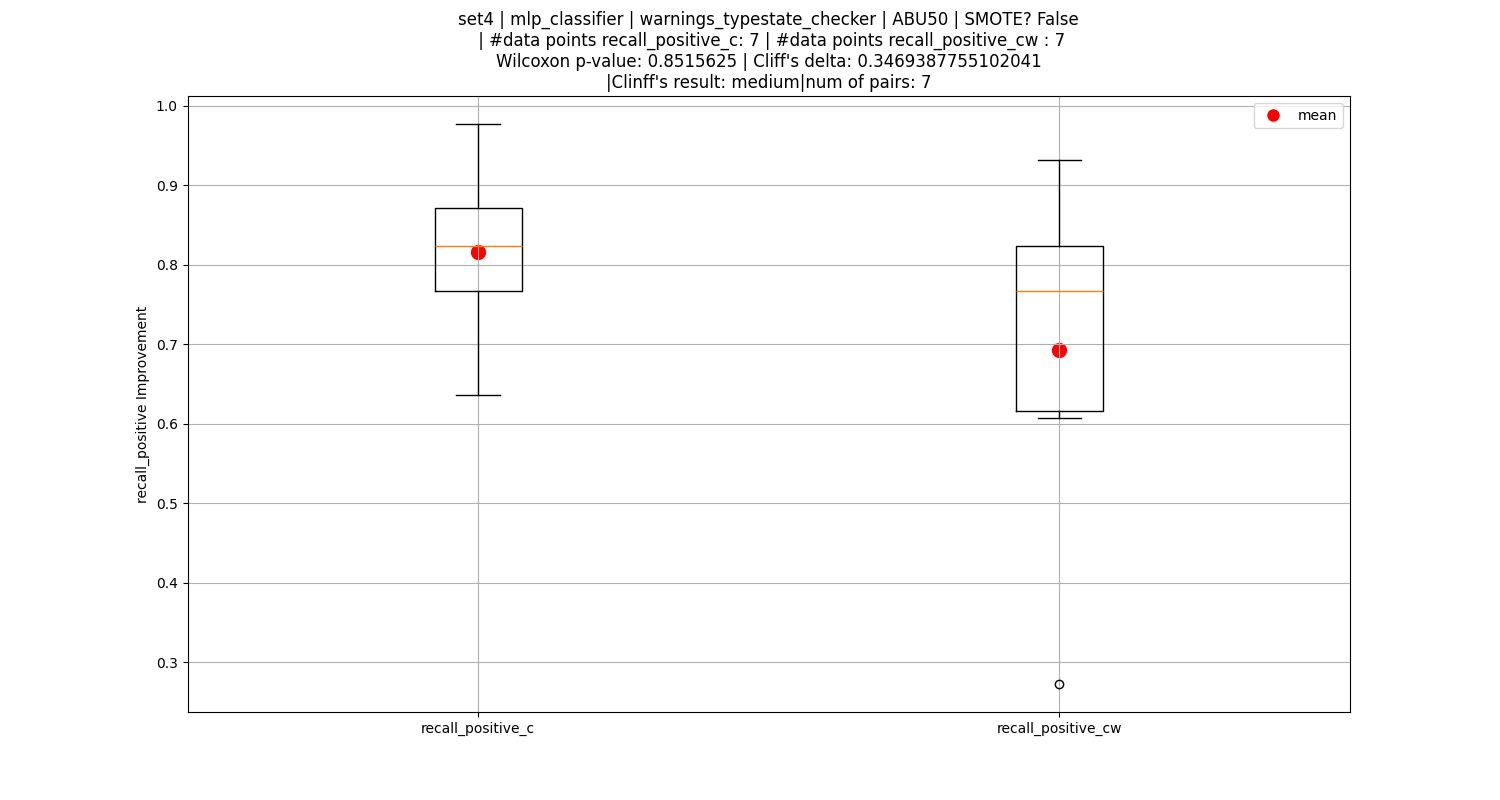 set4 | mlp_classifier | warnings_typestate_checker | ABU50 | SMOTE? False
| #data points recall_positive_c: 7 | #data points recall_positive_cw : 7
Wilcoxon p-value: 0.8515625 | Cliff's delta: 0.3469387755102041
|Clinff's result: medium|num of pairs: 7
mean
1.0
0.9
0.8
0.7
0.6
0.5
0.4
0.3
recall_positive Improvement
recall_positive_c
recall_positive_cw